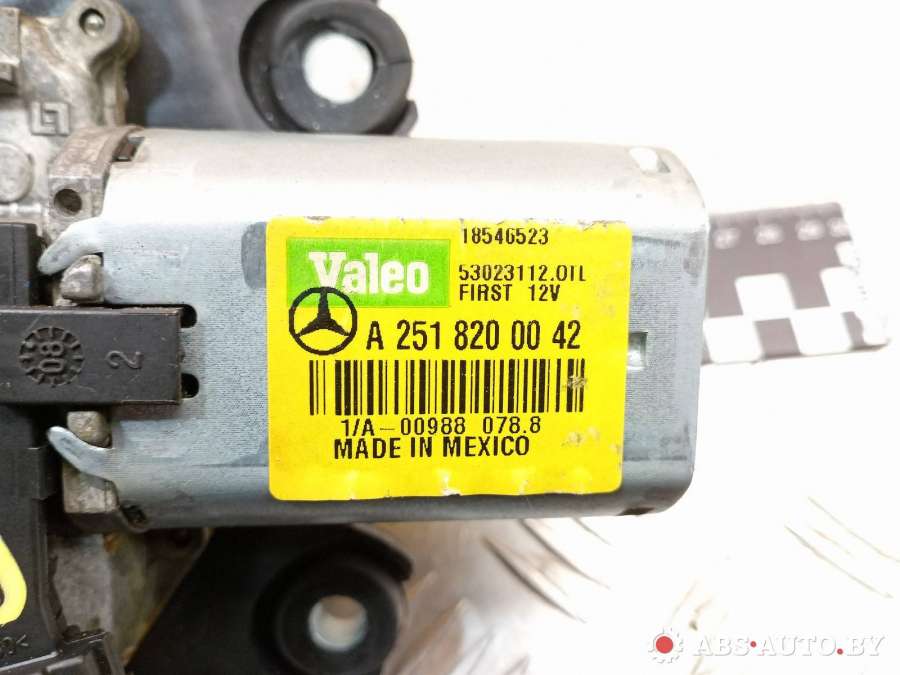 18546523
Valeo
53023112.OTL
FIRST 12V
A 251 820 00 42
1/A-00988 078.8
MADE IN MEXICO
08
2
ABS-AUTO.BY